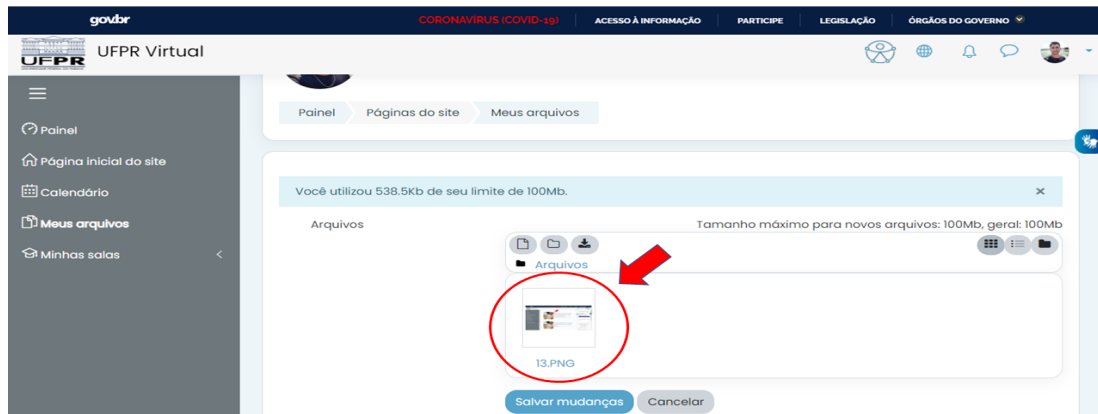 gov.br CORONAVÍRUS (COVID-19) ACESSO À INFORMAÇÃO PARTICIPE LEGISLAÇÃO ÓRGÃOS DO GOVERNO
UFPR UFPR Virtual
Painel Páginas do site Meus arquivos
Painel
Página inicial do site
Calendário
Meus arquivos
Minhas salas
Você utilizou 538.5Kb de seu limite de 100Mb. ×
Arquivos Tamanho máximo para novos arquivos: 100Mb, geral: 100Mb
Arquivos
13.PNG
Salvar mudanças Cancelar